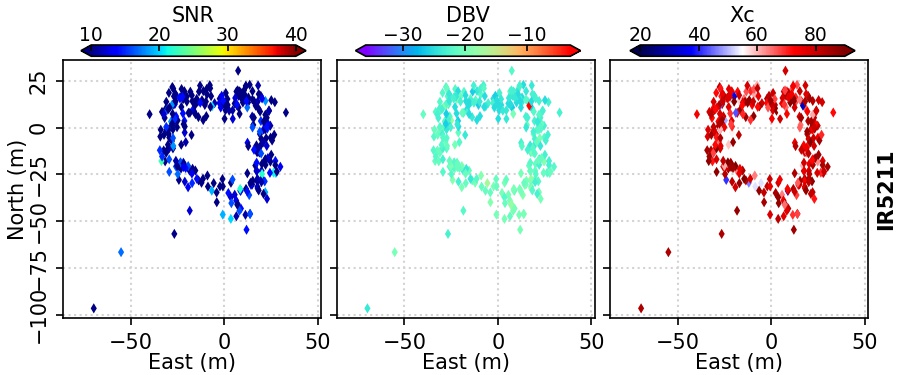 SNR DBV Xc
10 20 30 40 −30 −20 −10 20 40 60 80
25
0
−25
−50
−75
−100
North (m)
−50 0 50 −50 0 50 −50 0 50
East (m) East (m) East (m)
IR5211